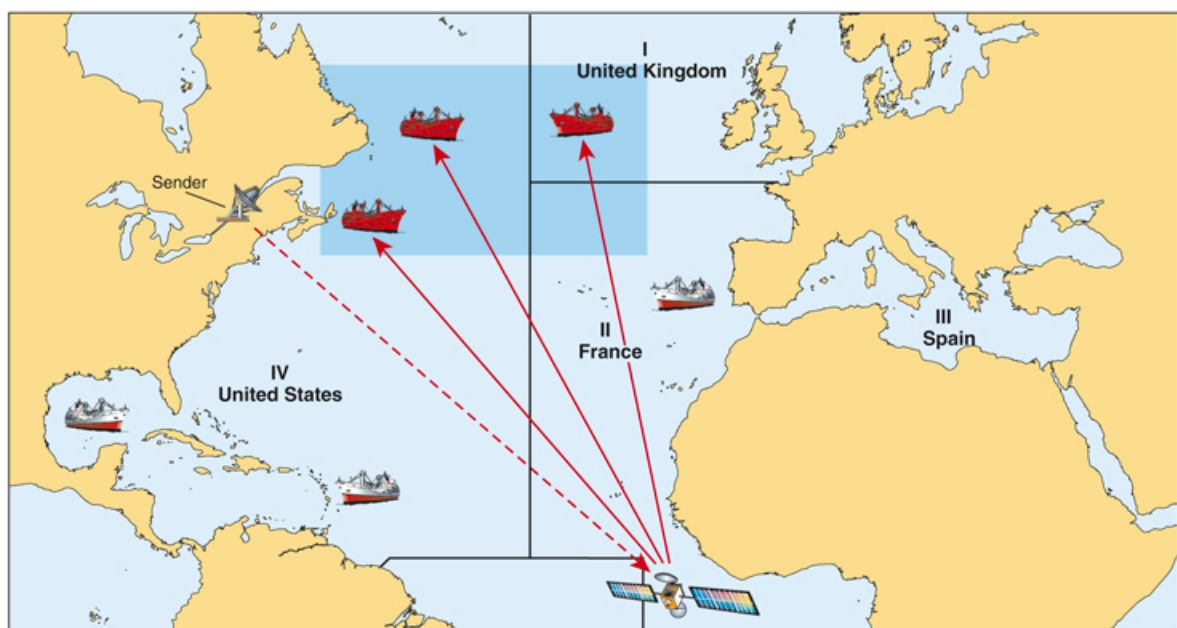 I
United Kingdom
Sender
II
France
III
Spain
IV
United States